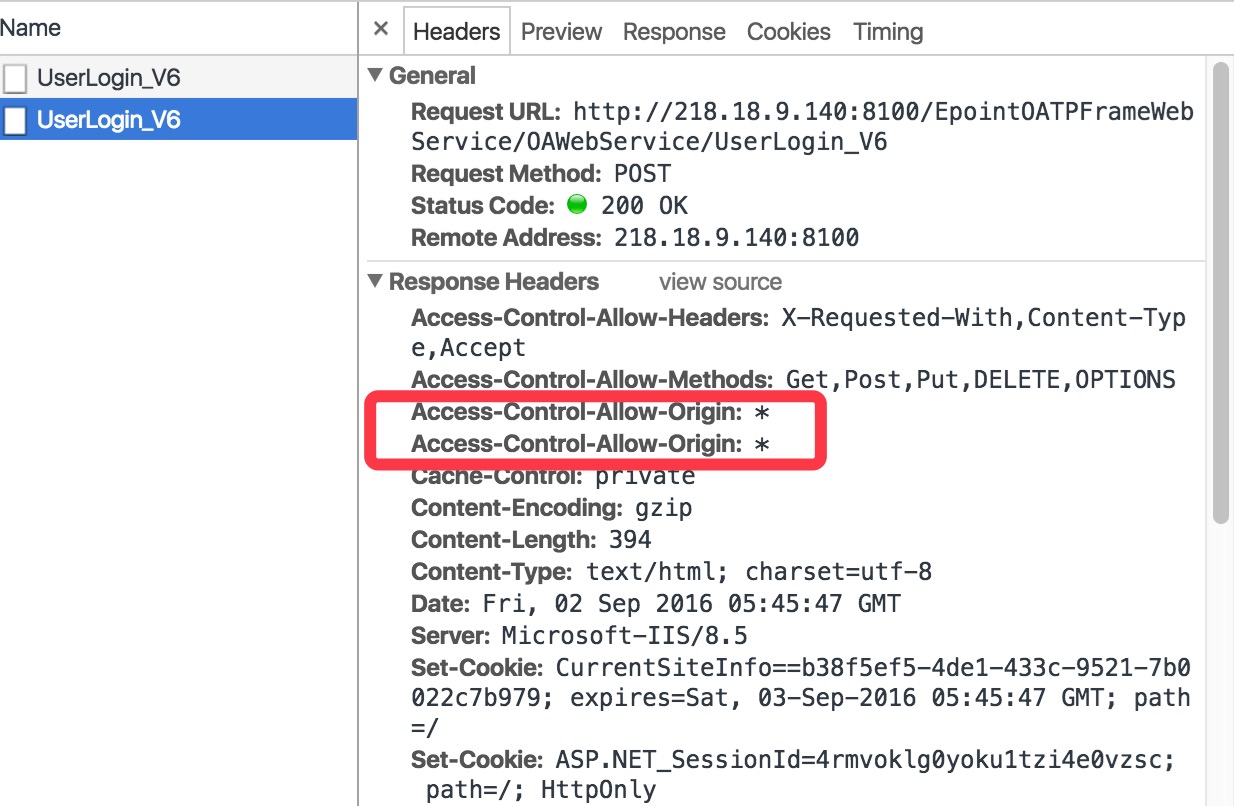 Name
× Headers Preview Response Cookies Timing
UserLogin_V6
UserLogin_V6
▼ General
Request URL: http://218.18.9.140:8100/EpointOATPFrameWeb
Service/OAWebService/UserLogin_V6
Request Method: POST
Status Code: 200 OK
Remote Address: 218.18.9.140:8100
▼ Response Headers view source
Access-Control-Allow-Headers: X-Requested-With,Content-Typ
e,Accept
Access-Control-Allow-Methods: Get,Post,Put,DELETE,OPTIONS
Access-Control-Allow-Origin: *
Access-Control-Allow-Origin: *
Cache-Control: private
Content-Encoding: gzip
Content-Length: 394
Content-Type: text/html; charset=utf-8
Date: Fri, 02 Sep 2016 05:45:47 GMT
Server: Microsoft-IIS/8.5
Set-Cookie: CurrentSiteInfo==b38f5ef5-4de1-433c-9521-7b0
022c7b979; expires=Sat, 03-Sep-2016 05:45:47 GMT; path
=/
Set-Cookie: ASP.NET_SessionId=4rmvoklg0yoku1tzi4e0vzsc;
path=/; HttpOnly